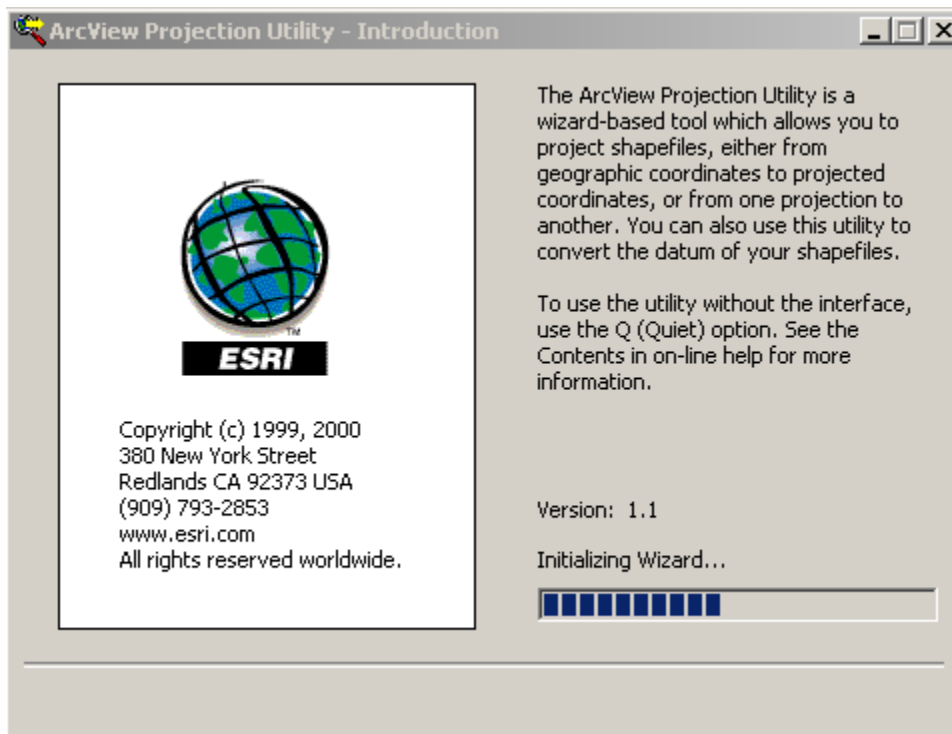 ArcView Projection Utility - Introduction
The ArcView Projection Utility is a
wizard-based tool which allows you to
project shapefiles, either from
geographic coordinates to projected
coordinates, or from one projection to
another. You can also use this utility to
convert the datum of your shapefiles.
To use the utility without the interface,
use the Q (Quiet) option. See the
Contents in on-line help for more
information.
TM
ESRI
Copyright (c) 1999, 2000
380 New York Street
Redlands CA 92373 USA
(909) 793-2853
www.esri.com
All rights reserved worldwide.
Version: 1.1
Initializing Wizard...